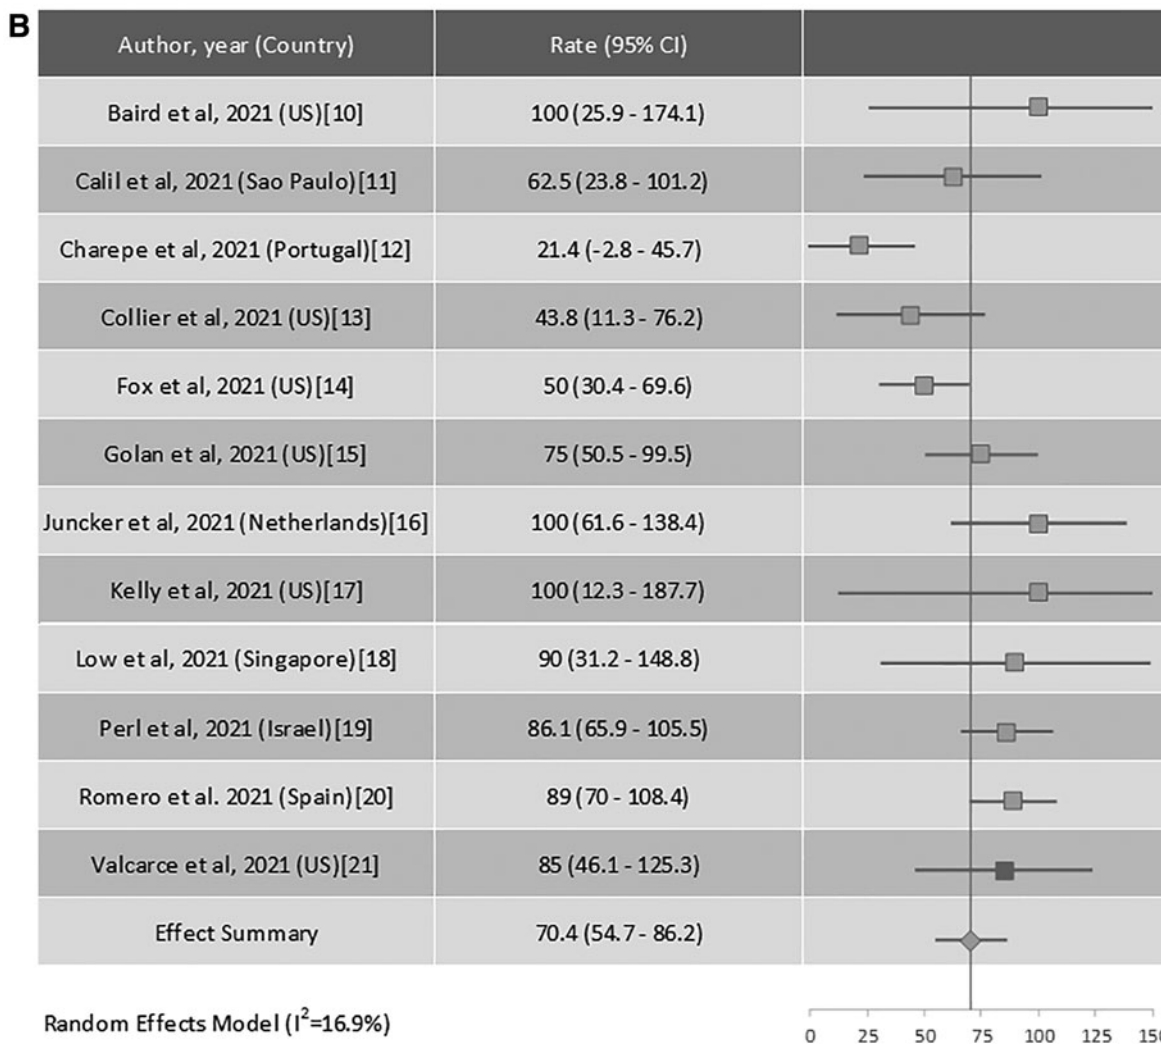 B
Author, year (Country) Rate (95% CI)
Baird et al, 2021 (US)[10] 100 (25.9 - 174.1)
Calil et al, 2021 (Sao Paulo)[11] 62.5 (23.8 - 101.2)
Charepe et al, 2021 (Portugal)[12] 21.4 (-2.8 - 45.7)
Collier et al, 2021 (US)[13] 43.8 (11.3 - 76.2)
Fox et al, 2021 (US)[14] 50 (30.4 - 69.6)
Golan et al, 2021 (US)[15] 75 (50.5 - 99.5)
Juncker et al, 2021 (Netherlands)[16] 100 (61.6 - 138.4)
Kelly et al, 2021 (US)[17] 100 (12.3 - 187.7)
Low et al, 2021 (Singapore)[18] 90 (31.2 - 148.8)
Perl et al, 2021 (Israel)[19] 86.1 (65.9 - 105.5)
Romero et al. 2021 (Spain)[20] 89 (70 - 108.4)
Valcarce et al, 2021 (US)[21] 85 (46.1 - 125.3)
Effect Summary 70.4 (54.7 - 86.2)
Random Effects Model (I²=16.9%)
0 25 50 75 100 125 150